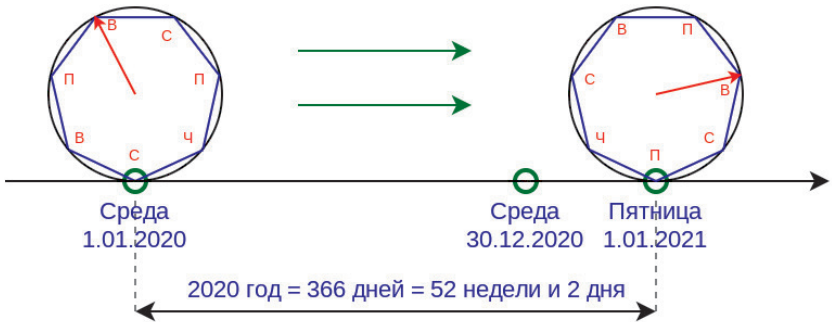 В
С
П
П
В
Ч
С
В
П
С
В
Ч
С
П
Среда
1.01.2020
Среда
30.12.2020
Пятница
1.01.2021
2020 год = 366 дней = 52 недели и 2 дня